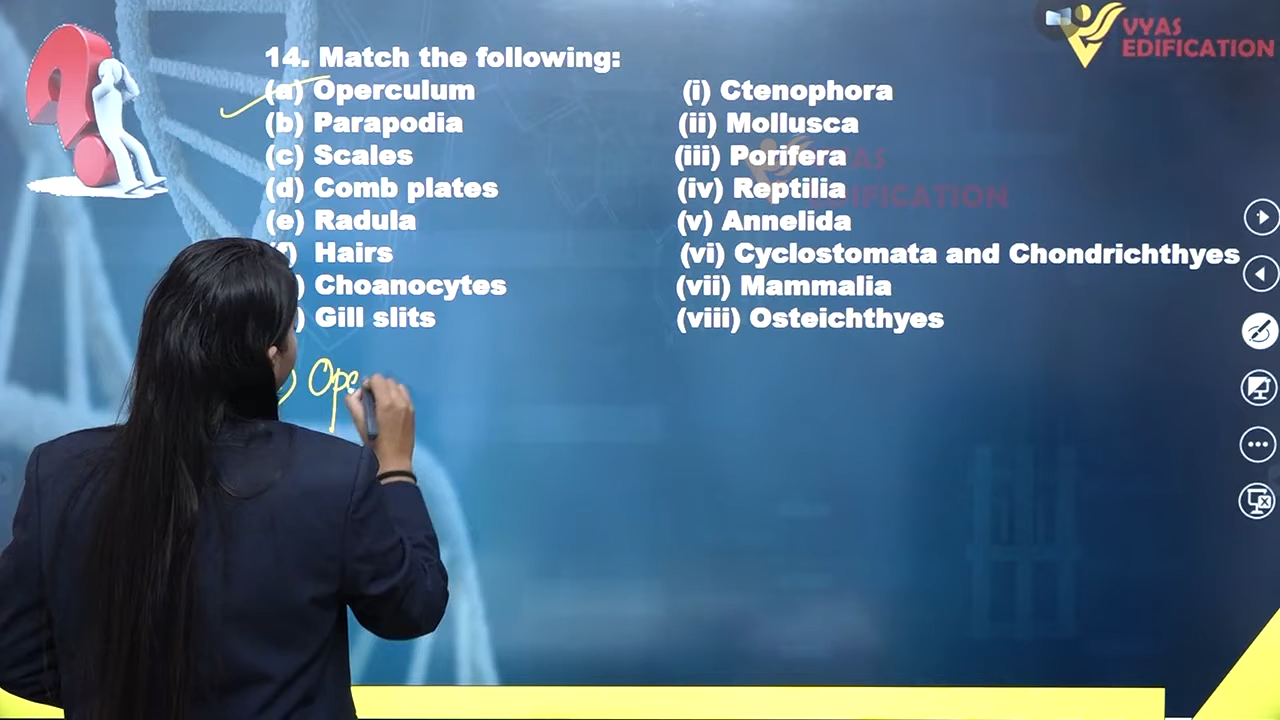 VYAS
EDIFICATION
14. Match the following:
(a) Operculum (i) Ctenophora
(b) Parapodia (ii) Mollusca
(c) Scales (iii) Porifera
(d) Comb plates (iv) Reptilia
(e) Radula (v) Annelida
) Hairs (vi) Cyclostomata and Chondrichthyes
) Choanocytes (vii) Mammalia
) Gill slits (viii) Osteichthyes
) Ope
EDIFICATION